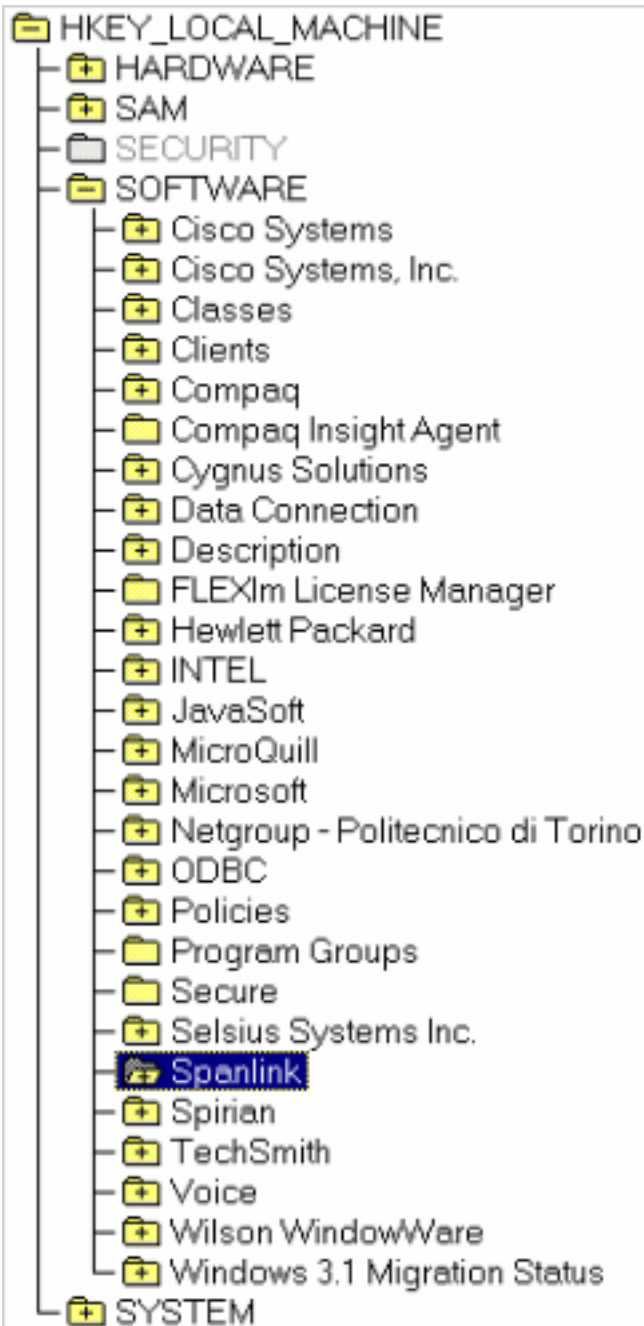 HKEY_LOCAL_MACHINE
HARDWARE
SAM
SECURITY
SOFTWARE
Cisco Systems
Cisco Systems, Inc.
Classes
Clients
Compaq
Compaq Insight Agent
Cygnus Solutions
Data Connection
Description
FLEXlm License Manager
Hewlett Packard
INTEL
JavaSoft
MicroQuill
Microsoft
Netgroup - Politecnico di Torino
ODBC
Policies
Program Groups
Secure
Selsius Systems Inc.
Spanlink
Spirian
TechSmith
Voice
Wilson WindowWare
Windows 3.1 Migration Status
SYSTEM